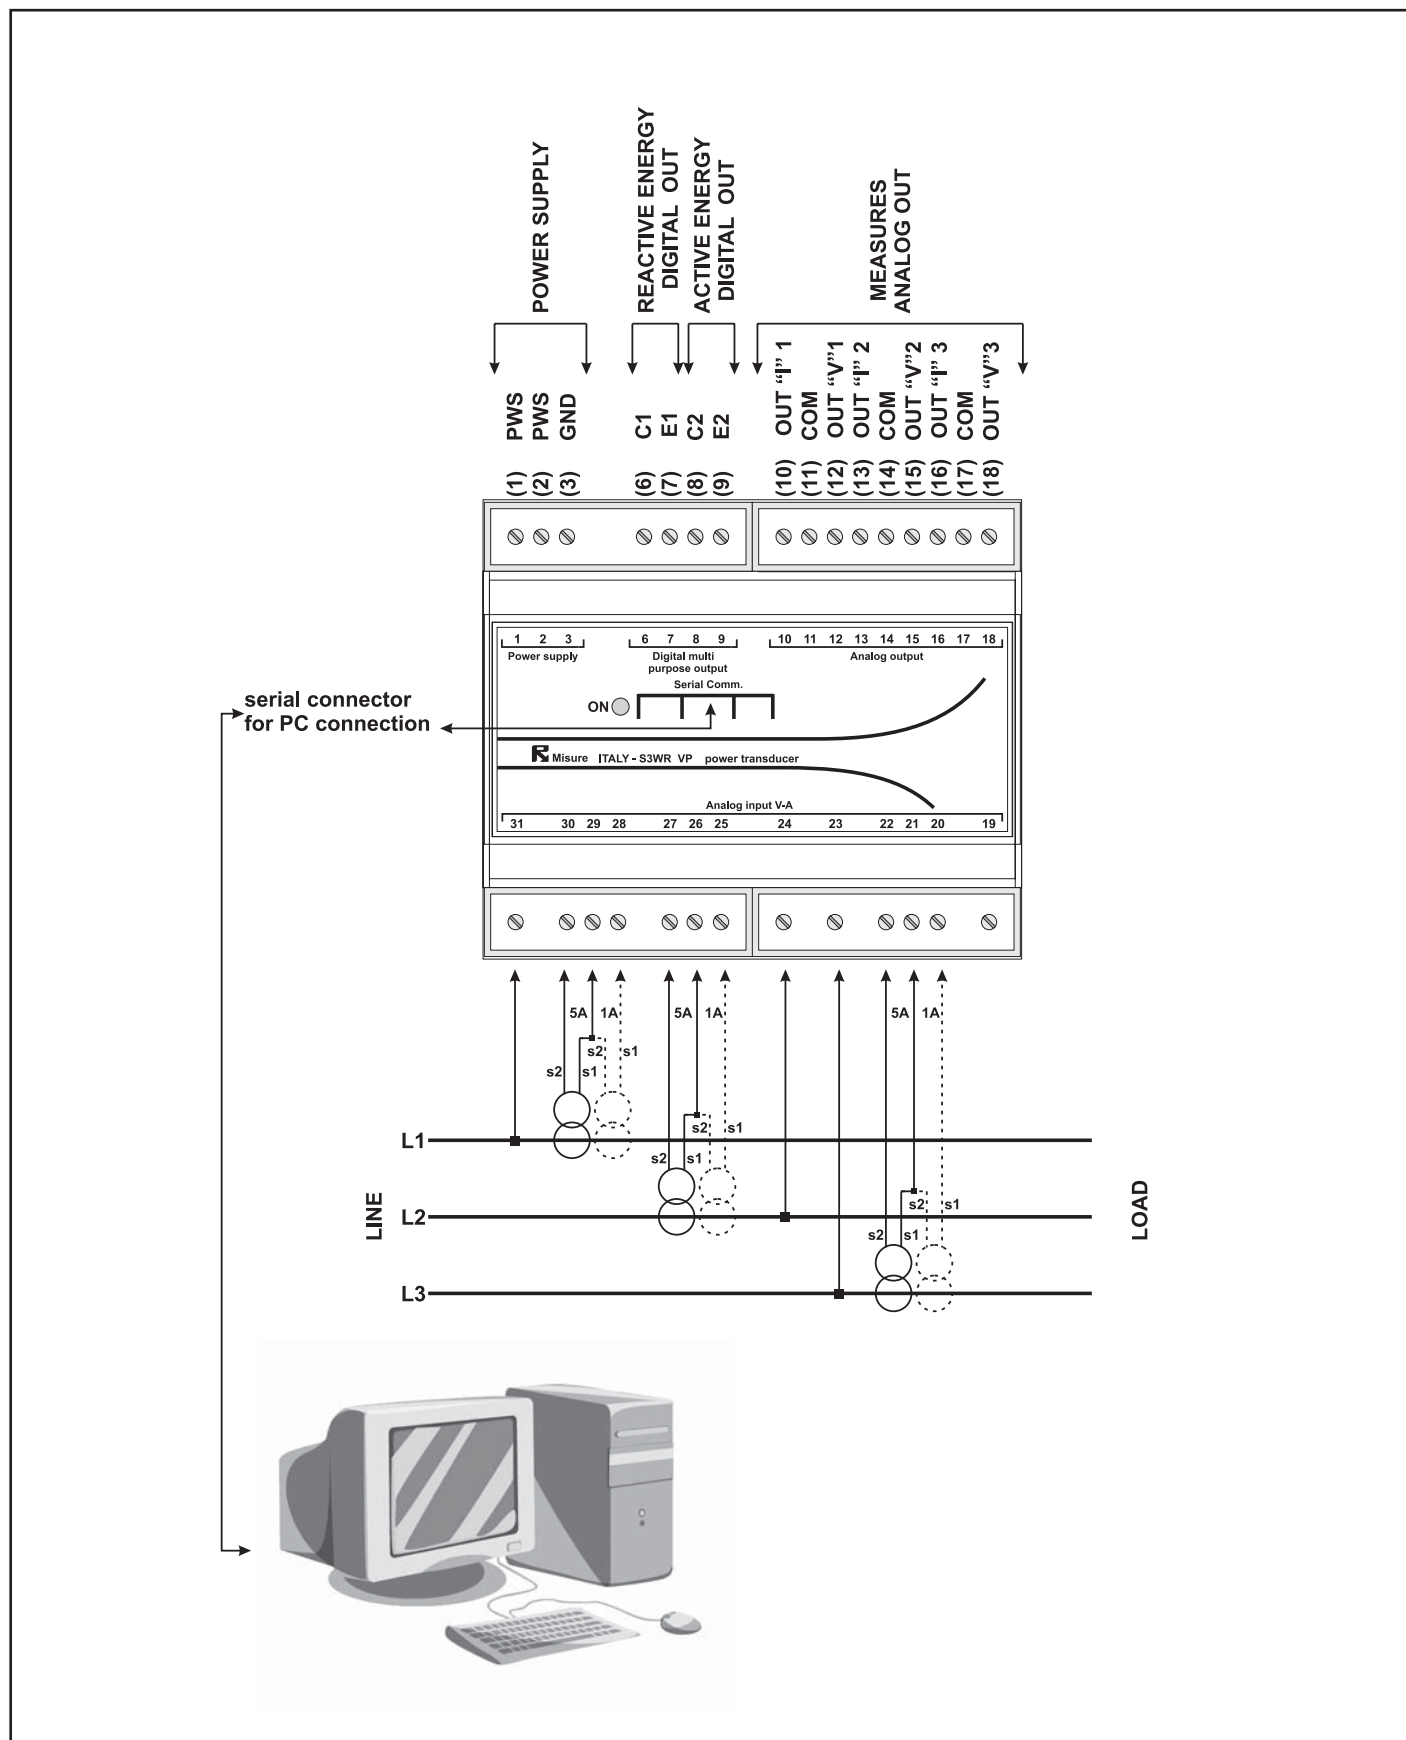 POWER SUPPLY
REACTIVE ENERGY
DIGITAL OUT
ACTIVE ENERGY
DIGITAL OUT
MEASURES
ANALOG OUT
(1) PWS
(2) PWS
(3) GND
(6) C1
(7) E1
(8) C2
(9) E2
(10) OUT “I” 1
(11) COM
(12) OUT “V”1
(13) OUT “I” 2
(14) COM
(15) OUT “V”2
(16) OUT “I” 3
(17) COM
(18) OUT “V”3
1 2 3 6 7 8 9 10 11 12 13 14 15 16 17 18
Power supply
Digital multi
purpose output
Analog output
Serial Comm.
ON
serial connector
for PC connection
R Misure ITALY - S3WR VP power transducer
Analog input V-A
31 30 29 28 27 26 25 24 23 22 21 20 19
5A 1A 5A 1A 5A 1A
s2 s1
s2 s1
L1
s2 s1
s2 s1
L2
s2 s1
s2 s1
L3
LINE
LOAD